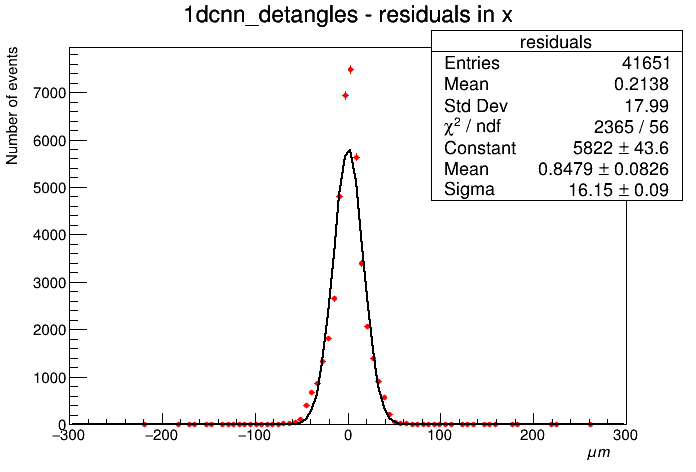 1dcnn_detangles - residuals in x
residuals
Entries 41651
Mean 0.2138
Std Dev 17.99
χ² / ndf 2365 / 56
Constant 5822 ± 43.6
Mean 0.8479 ± 0.0826
Sigma 16.15 ± 0.09
Number of events
7000
6000
5000
4000
3000
2000
1000
0
−300 −200 −100 0 100 200 300
μm